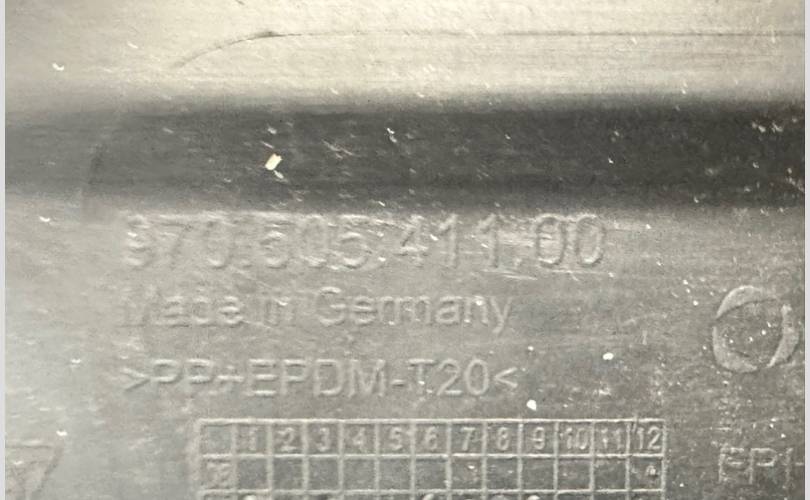 970.505.411.00
Made in Germany
>PP+EPDM-T20<
1 2 3 4 5 6 7 8 9 10 11 12